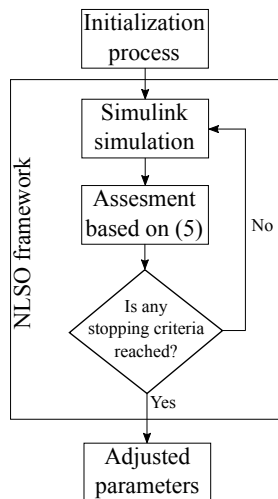 Initialization
process
Simulink
simulation
Assesment
based on (5)
NLSO framework
No
Is any
stopping criteria
reached?
Yes
Adjusted
parameters